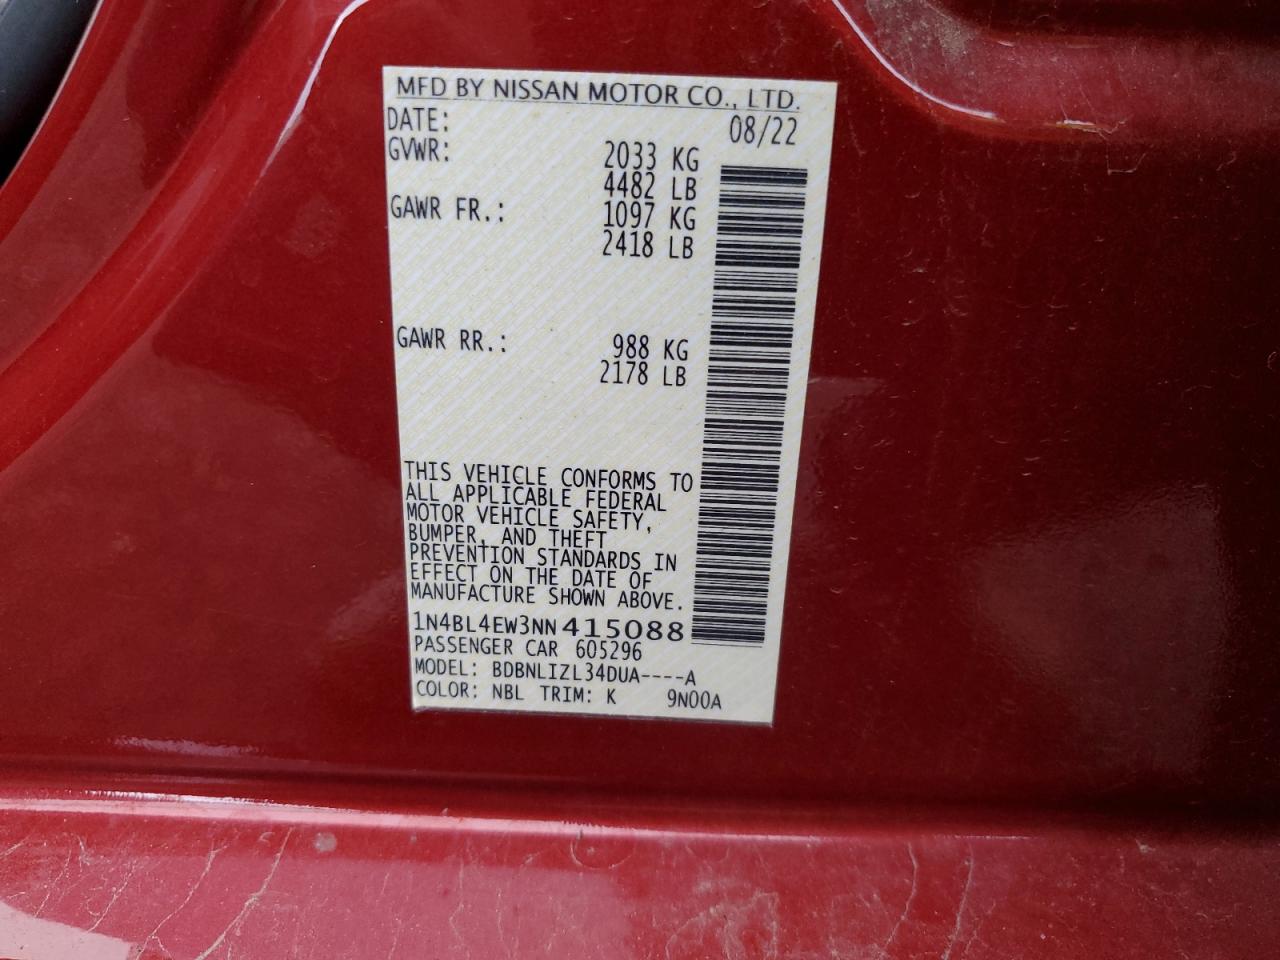 MFD BY NISSAN MOTOR CO., LTD.
DATE: 08/22
GVWR: 2033 KG
4482 LB
GAWR FR.: 1097 KG
2418 LB
GAWR RR.: 988 KG
2178 LB
THIS VEHICLE CONFORMS TO
ALL APPLICABLE FEDERAL
MOTOR VEHICLE SAFETY,
BUMPER, AND THEFT
PREVENTION STANDARDS IN
EFFECT ON THE DATE OF
MANUFACTURE SHOWN ABOVE.
1N4BL4EW3NN415088
PASSENGER CAR 605296
MODEL: BDBNLIZL34DUA----A
COLOR: NBL TRIM: K 9N00A